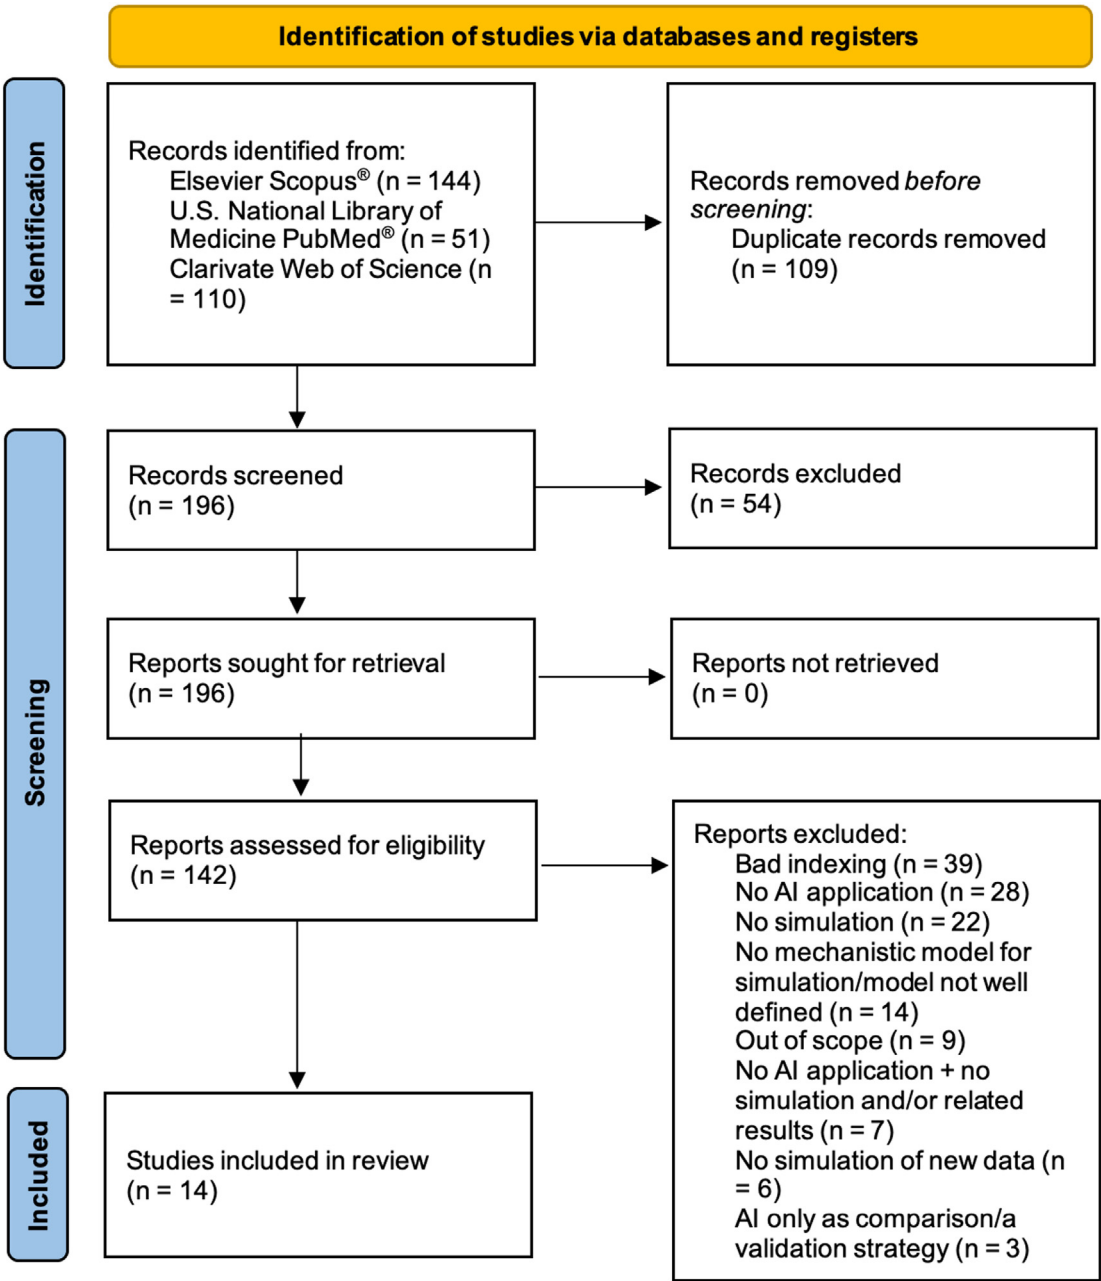 Identification of studies via databases and registers
Identification
Records identified from:
Elsevier Scopus® (n = 144)
U.S. National Library of
Medicine PubMed® (n = 51)
Clarivate Web of Science (n
= 110)
Records removed before
screening:
Duplicate records removed
(n = 109)
Screening
Records screened
(n = 196)
Records excluded
(n = 54)
Reports sought for retrieval
(n = 196)
Reports not retrieved
(n = 0)
Reports assessed for eligibility
(n = 142)
Reports excluded:
Bad indexing (n = 39)
No AI application (n = 28)
No simulation (n = 22)
No mechanistic model for
simulation/model not well
defined (n = 14)
Out of scope (n = 9)
No AI application + no
simulation and/or related
results (n = 7)
No simulation of new data (n
= 6)
AI only as comparison/a
validation strategy (n = 3)
Included
Studies included in review
(n = 14)